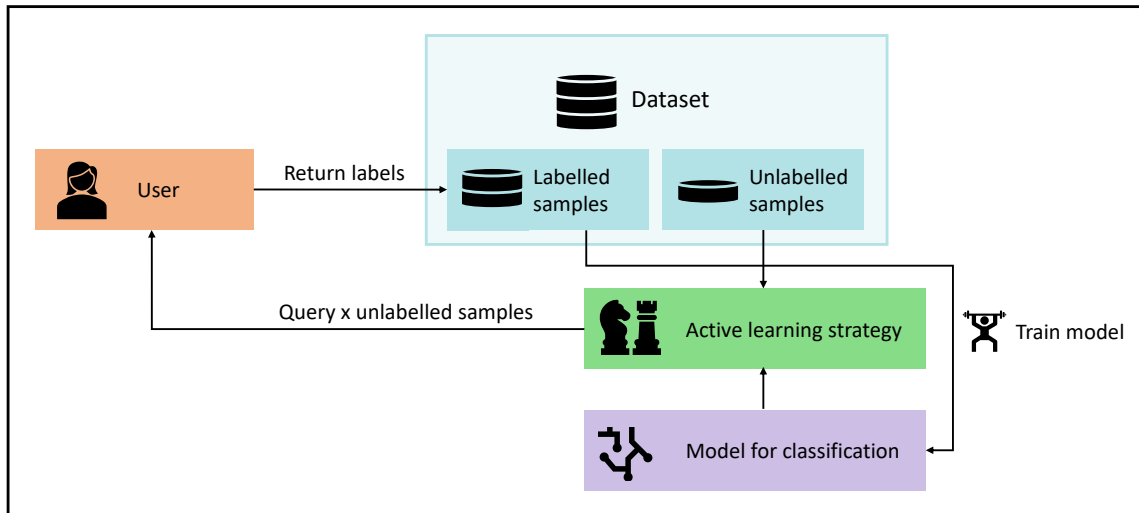 Dataset
User
Return labels
Labelled
samples
Unlabelled
samples
Query x unlabelled samples
Active learning strategy
Train model
Model for classification